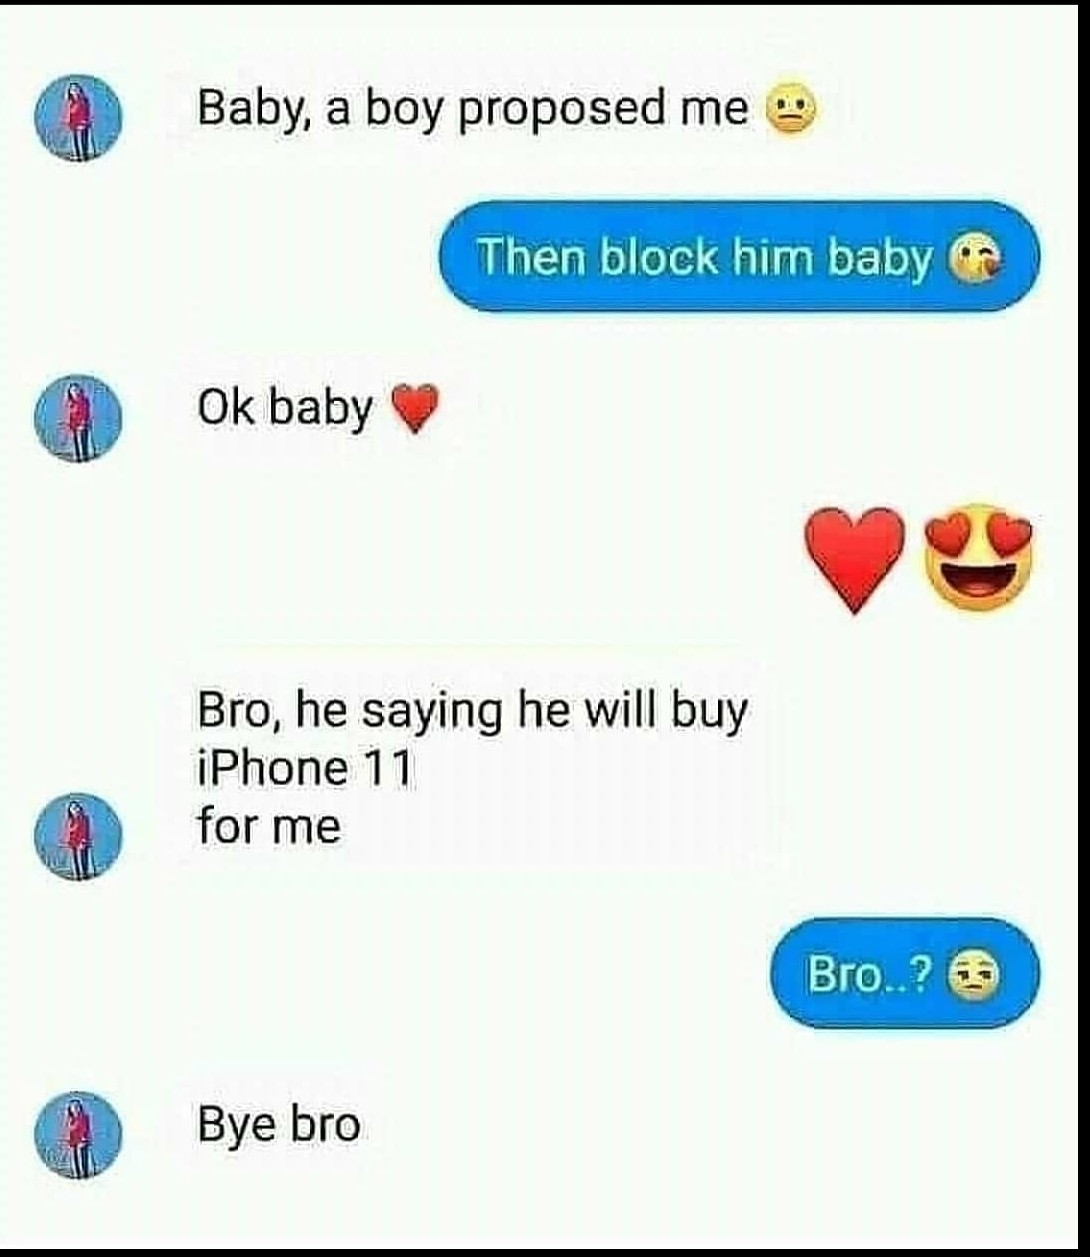 Baby, a boy proposed me 😐
Then block him baby 😘
Ok baby ❤️
❤️😍
Bro, he saying he will buy
iPhone 11
for me
Bro..? 😒
Bye bro